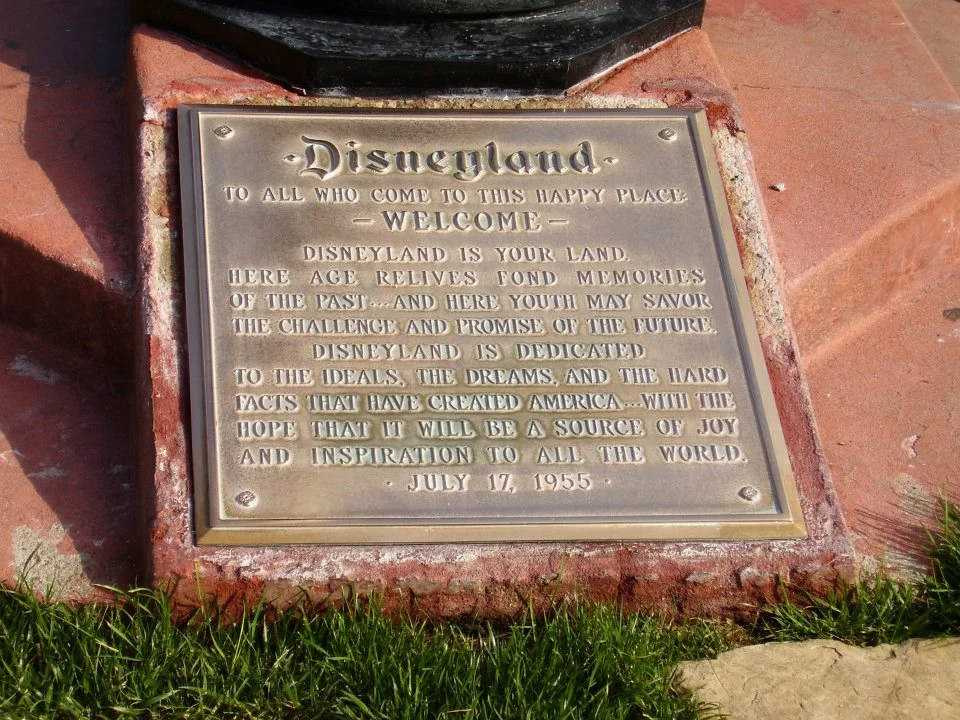 ·Disneyland·
TO ALL WHO COME TO THIS HAPPY PLACE:
– WELCOME –
DISNEYLAND IS YOUR LAND.
HERE AGE RELIVES FOND MEMORIES
OF THE PAST...AND HERE YOUTH MAY SAVOR
THE CHALLENGE AND PROMISE OF THE FUTURE.
DISNEYLAND IS DEDICATED
TO THE IDEALS, THE DREAMS, AND THE HARD
FACTS THAT HAVE CREATED AMERICA...WITH THE
HOPE THAT IT WILL BE A SOURCE OF JOY
AND INSPIRATION TO ALL THE WORLD.
· JULY 17, 1955 ·